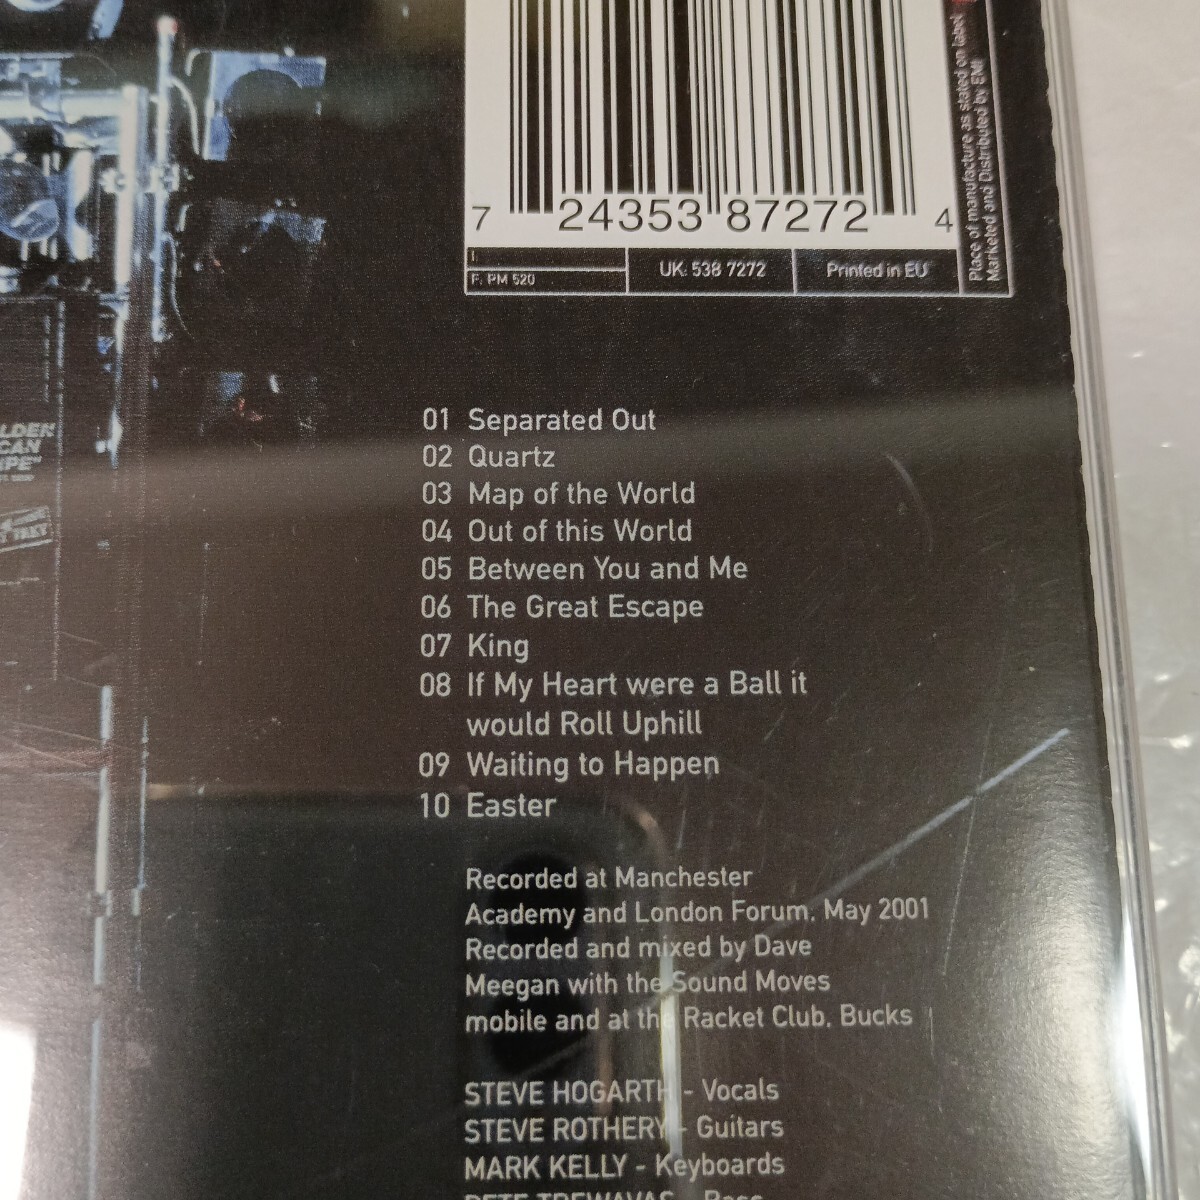 7 24353 87272 4
F. PM 520
UK: 538 7272
Printed in EU
Place of manufacture as stated on label
Marketed and Distributed by EMI
01 Separated Out
02 Quartz
03 Map of the World
04 Out of this World
05 Between You and Me
06 The Great Escape
07 King
08 If My Heart were a Ball it
would Roll Uphill
09 Waiting to Happen
10 Easter
Recorded at Manchester
Academy and London Forum. May 2001
Recorded and mixed by Dave
Meegan with the Sound Moves
mobile and at the Racket Club. Bucks
STEVE HOGARTH - Vocals
STEVE ROTHERY - Guitars
MARK KELLY - Keyboards
PETE TREWAVAS - Bass